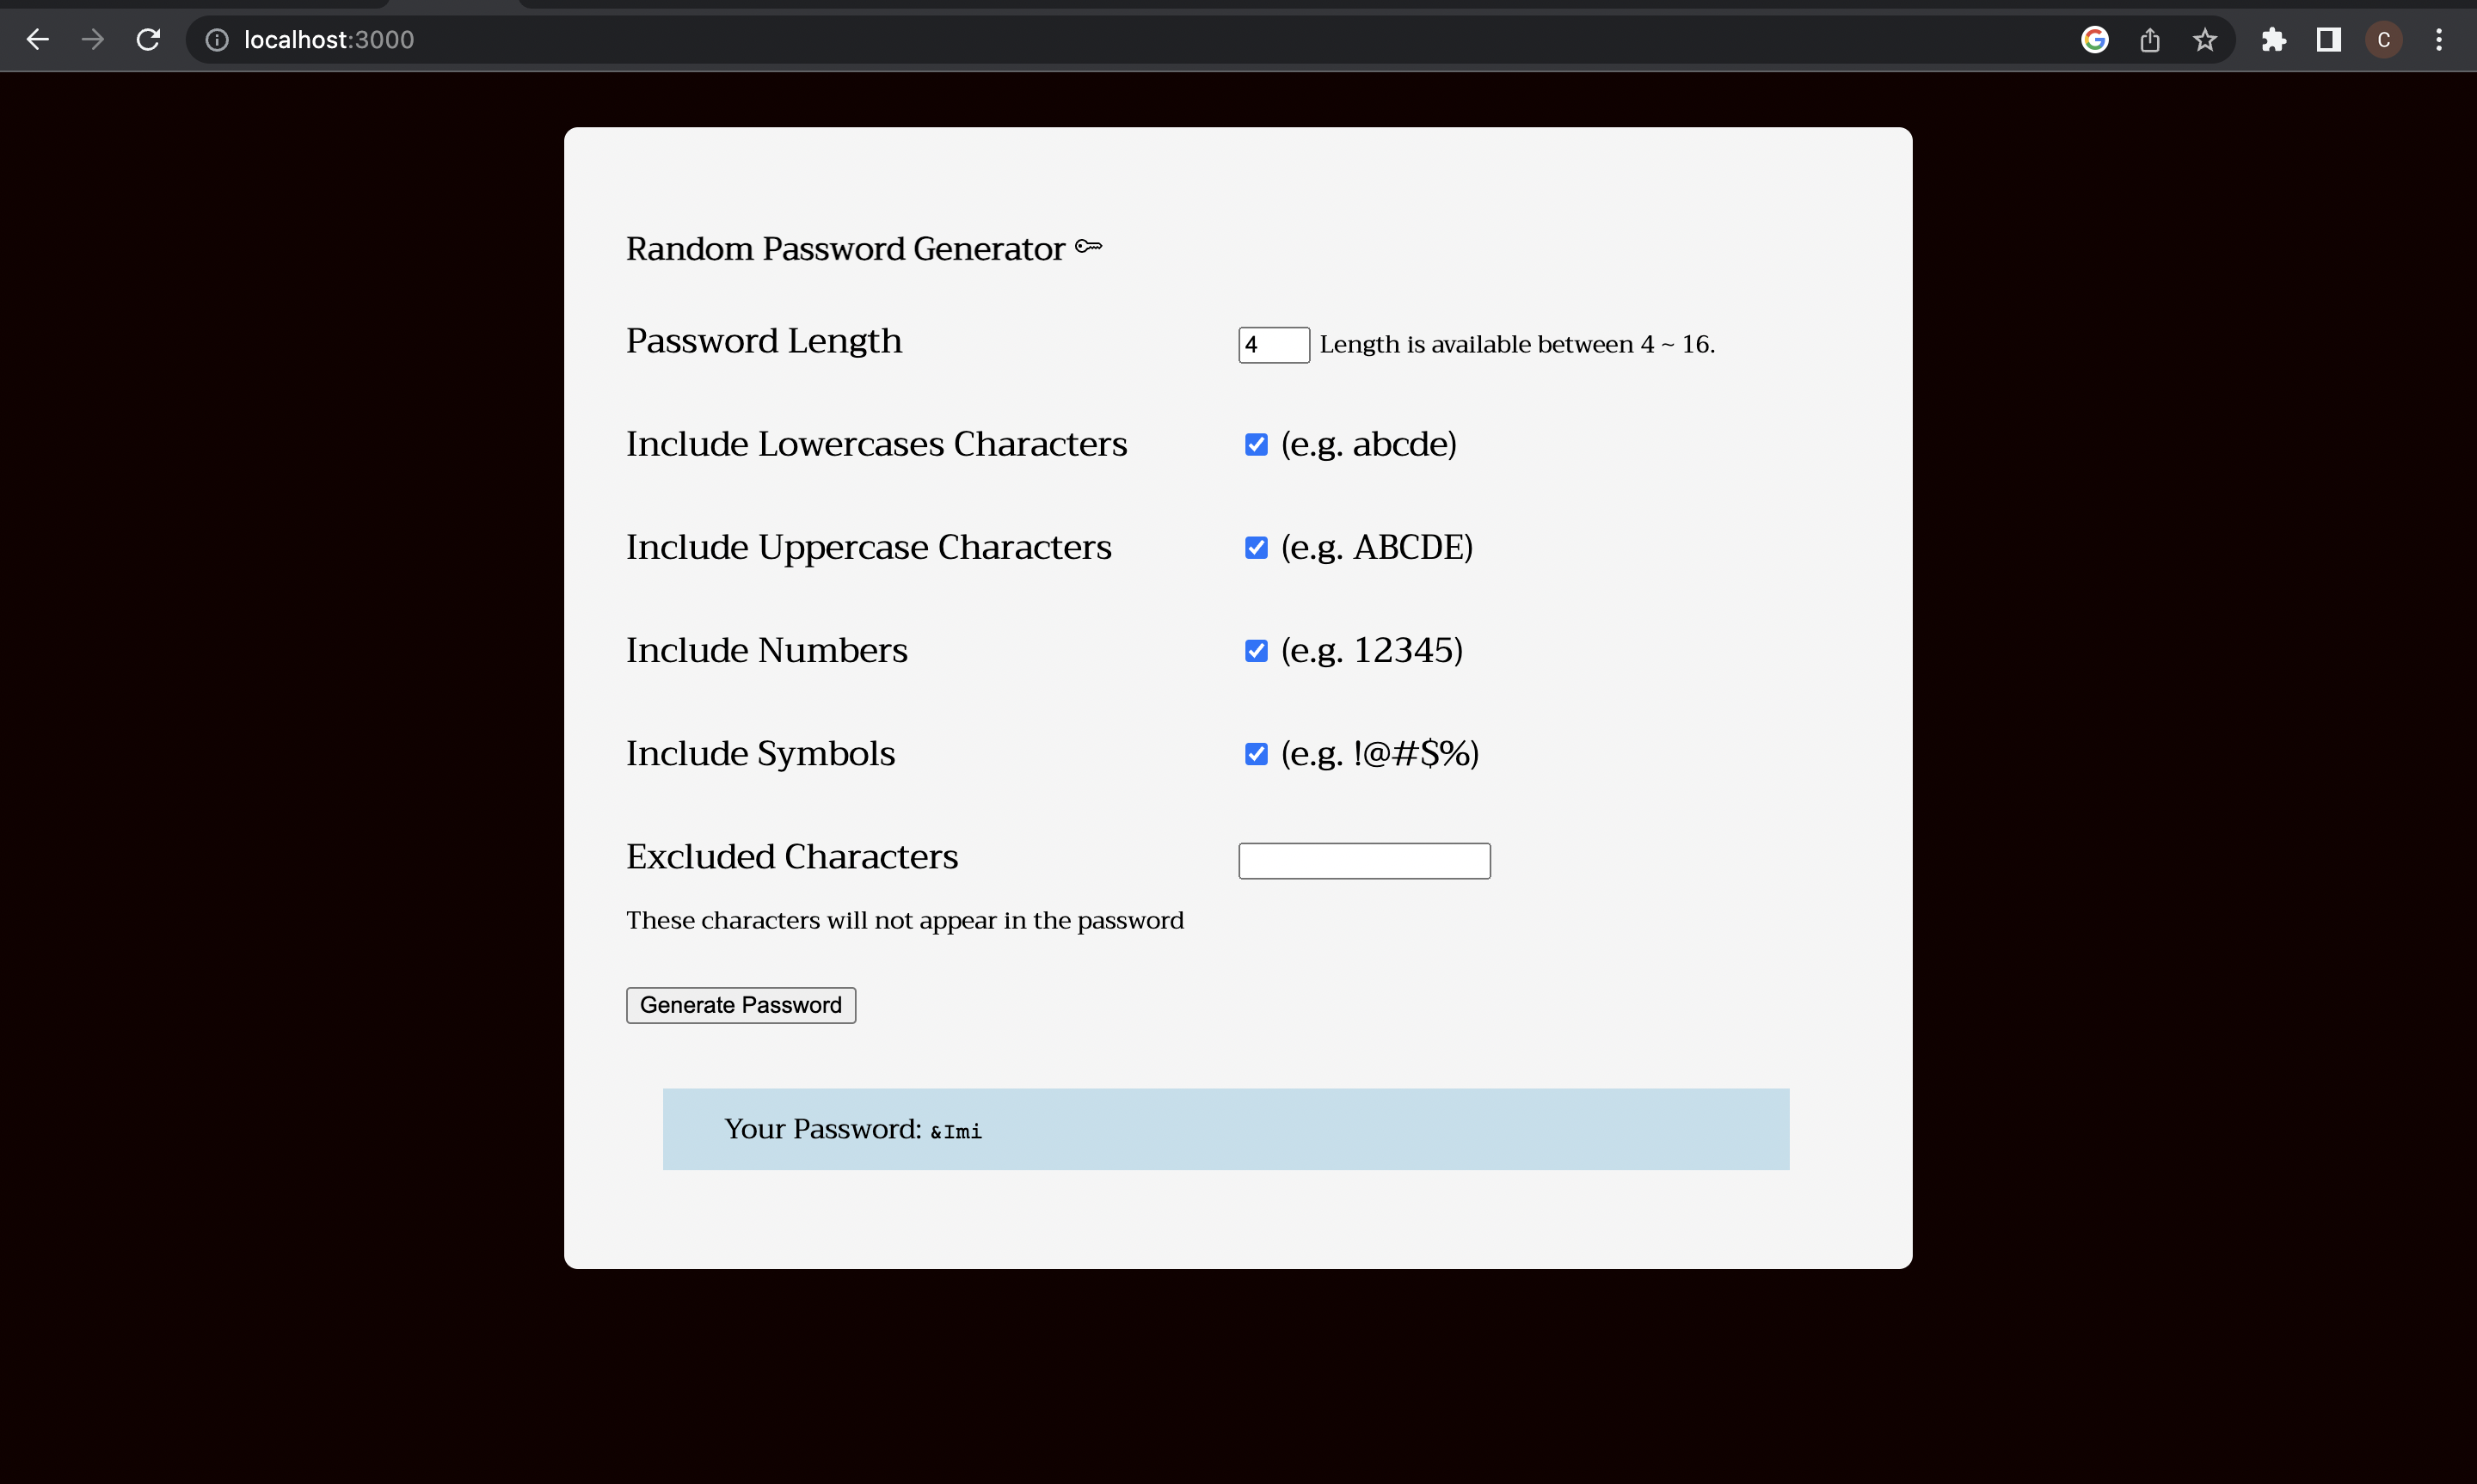 localhost:3000
C
Random Password Generator
Password Length
4 Length is available between 4 ~ 16.
Include Lowercases Characters (e.g. abcde)
Include Uppercase Characters (e.g. ABCDE)
Include Numbers (e.g. 12345)
Include Symbols (e.g. !@#$%)
Excluded Characters
These characters will not appear in the password
Generate Password
Your Password: &Imi